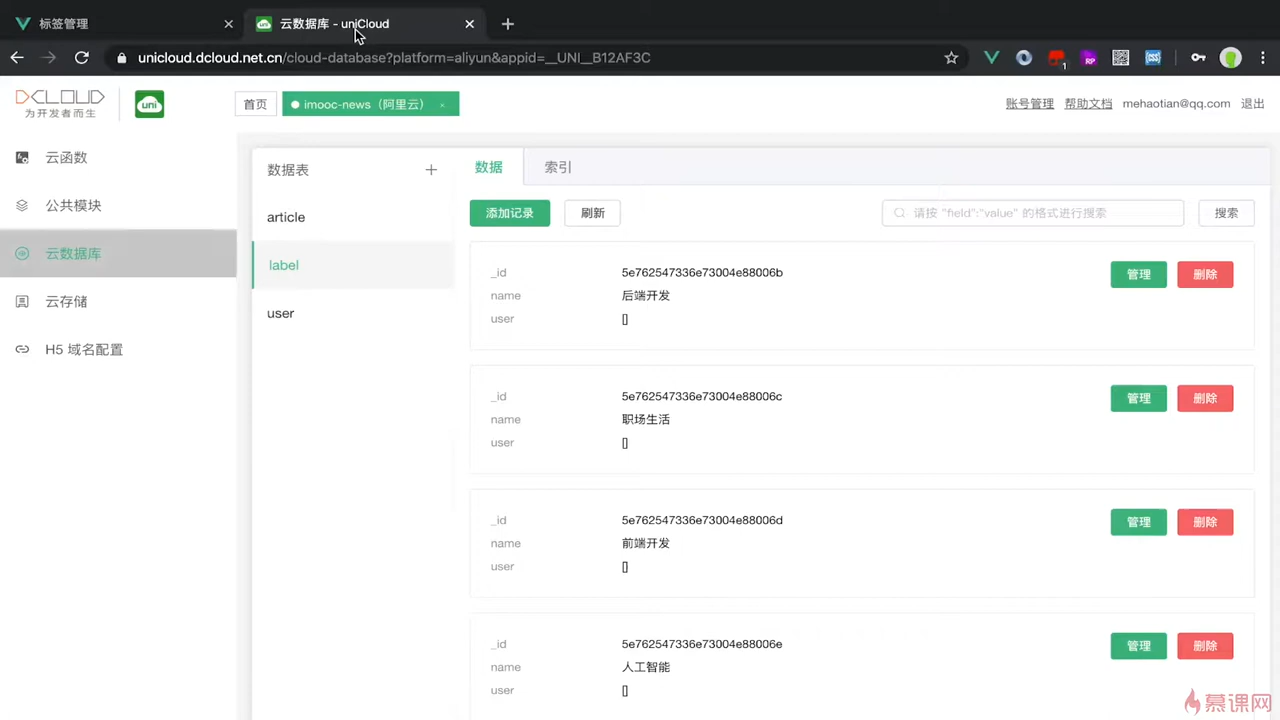 标签管理
云数据库 - uniCloud
unicloud.dcloud.net.cn/cloud-database?platform=aliyun&appid=__UNI__B12AF3C
DCLOUD
为开发者而生
uni
首页
imooc-news（阿里云）
账号管理 帮助文档 mehaotian@qq.com 退出
云函数
公共模块
云数据库
云存储
H5 域名配置
数据表
article
label
user
数据 索引
添加记录 刷新
请按 "field":"value" 的格式进行搜索 搜索
_id 5e762547336e73004e88006b 管理 删除
name 后端开发
user []
_id 5e762547336e73004e88006c 管理 删除
name 职场生活
user []
_id 5e762547336e73004e88006d 管理 删除
name 前端开发
user []
_id 5e762547336e73004e88006e 管理 删除
name 人工智能
user []
慕课网